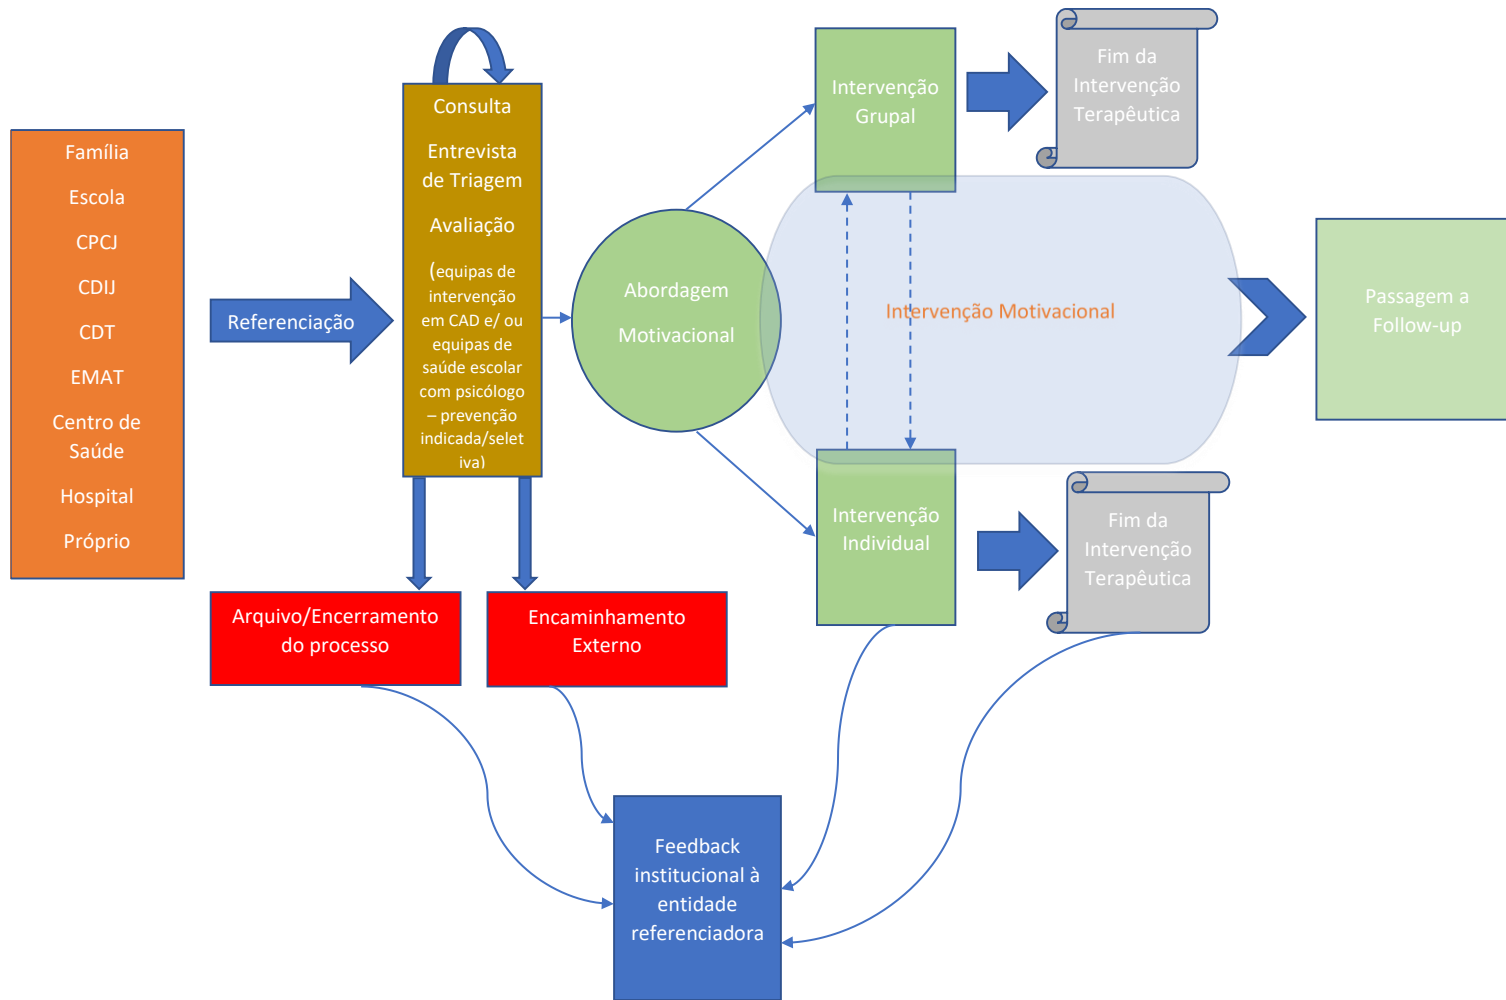 Família
Escola
CPCJ
CDIJ
CDT
EMAT
Centro de
Saúde
Hospital
Próprio
Referenciação
Consulta
Entrevista
de Triagem
Avaliação
(equipas de
intervenção
em CAD e/ ou
equipas de
saúde escolar
com psicólogo
– prevenção
indicada/selet
iva)
Arquivo/Encerramento
do processo
Encaminhamento
Externo
Abordagem
Motivacional
Intervenção
Grupal
Fim da
Intervenção
Terapêutica
Intervenção Motivacional
Intervenção
Individual
Fim da
Intervenção
Terapêutica
Passagem a
Follow-up
Feedback
institucional à
entidade
referenciadora